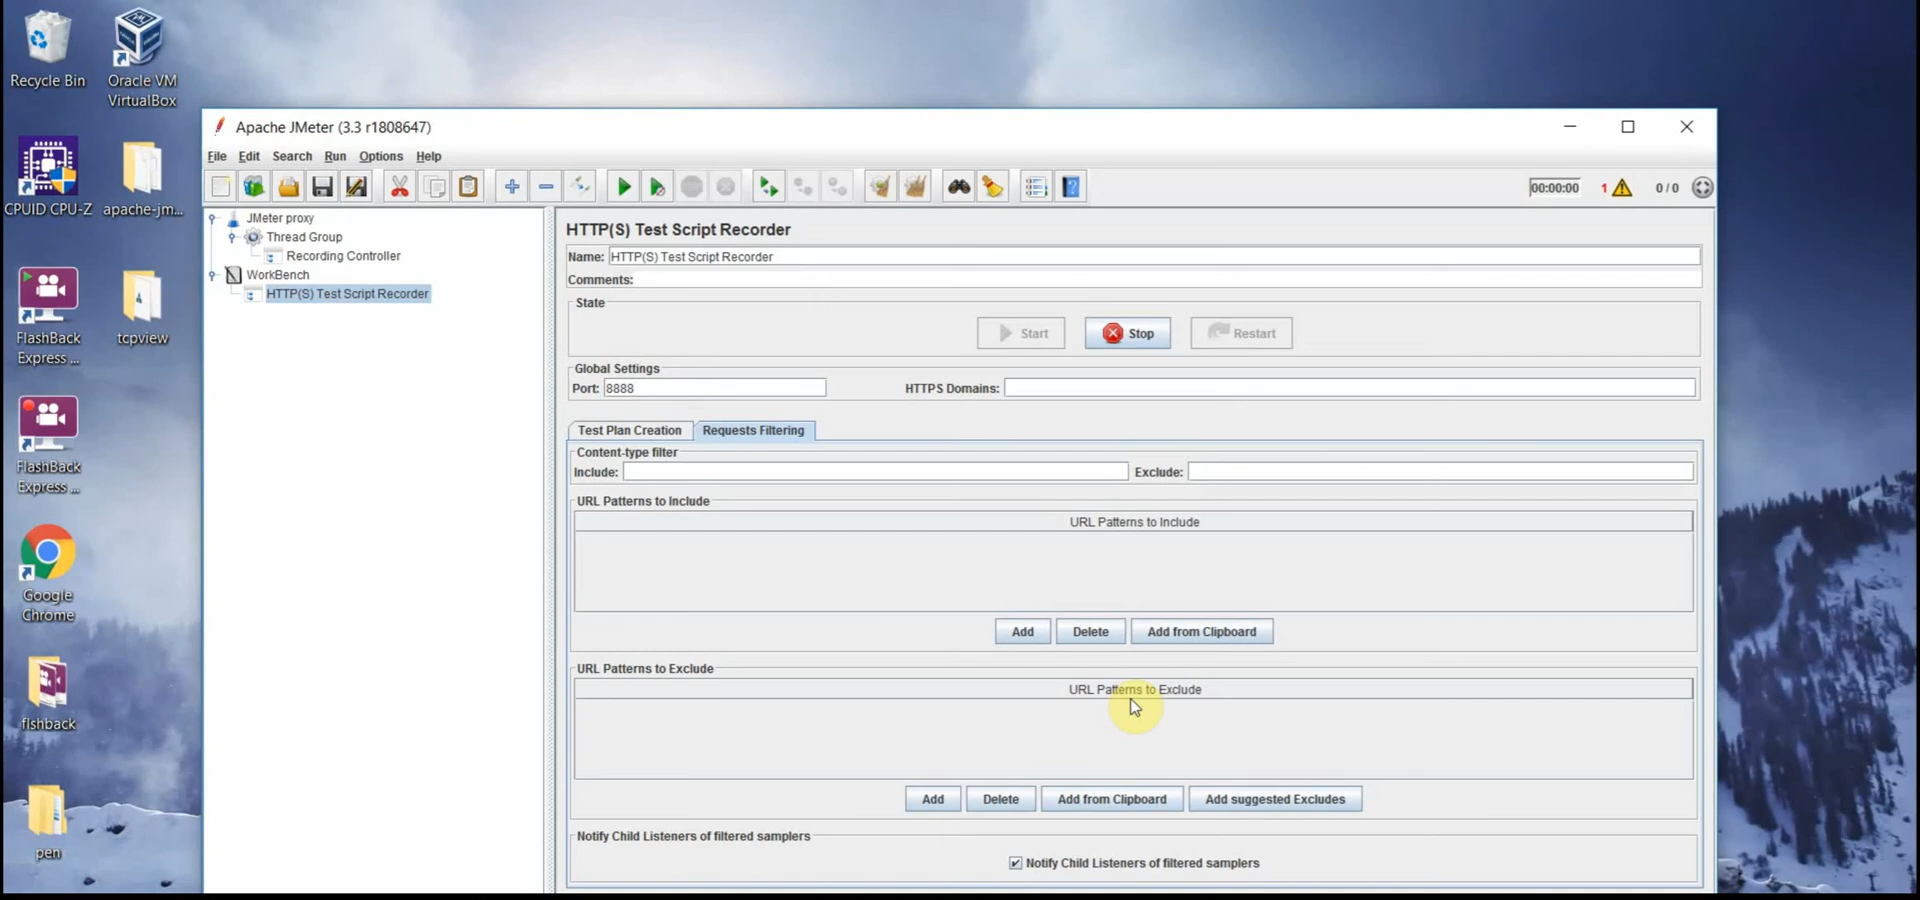 Recycle Bin
Oracle VM
VirtualBox
CPUID CPU-Z
apache-jm...
FlashBack
Express ...
tcpview
FlashBack
Express ...
Google
Chrome
flshback
pen
Apache JMeter (3.3 r1808647)
File Edit Search Run Options Help
00:00:00 1 0 / 0
JMeter proxy
Thread Group
Recording Controller
WorkBench
HTTP(S) Test Script Recorder
HTTP(S) Test Script Recorder
Name: HTTP(S) Test Script Recorder
Comments:
State
Start Stop Restart
Global Settings
Port: 8888 HTTPS Domains:
Test Plan Creation Requests Filtering
Content-type filter
Include: Exclude:
URL Patterns to Include
URL Patterns to Include
Add Delete Add from Clipboard
URL Patterns to Exclude
URL Patterns to Exclude
Add Delete Add from Clipboard Add suggested Excludes
Notify Child Listeners of filtered samplers
Notify Child Listeners of filtered samplers